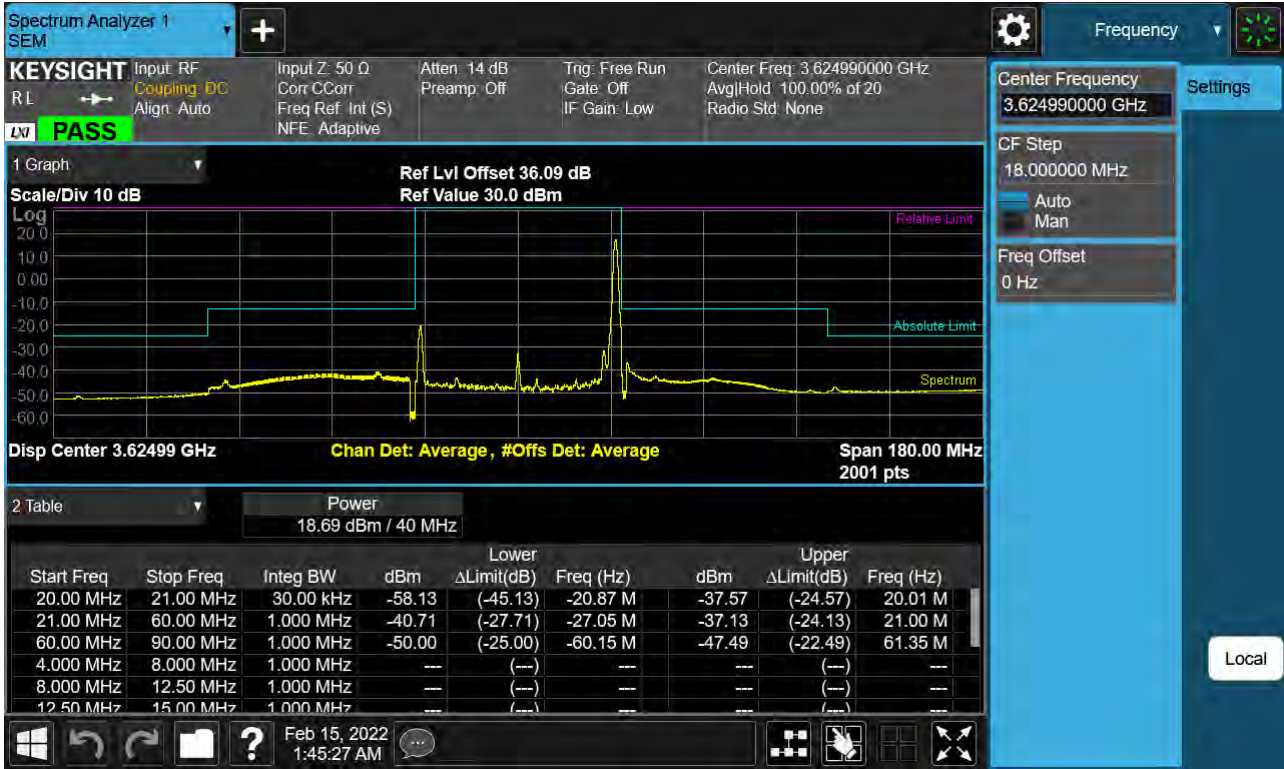 Spectrum Analyzer 1
SEM
+
Frequency
KEYSIGHT
Input: RF
Input Z: 50 Ω
Atten: 14 dB
Trig: Free Run
Center Freq: 3.624990000 GHz
Coupling: DC
Corr CCorr
Preamp: Off
Gate: Off
Avg|Hold: 100.00% of 20
RL
Align: Auto
Freq Ref: Int (S)
IF Gain: Low
Radio Std: None
NFE: Adaptive
LXI
PASS
Center Frequency
3.624990000 GHz
Settings
CF Step
18.000000 MHz
Auto
Man
Freq Offset
0 Hz
Local
1 Graph
Ref Lvl Offset 36.09 dB
Scale/Div 10 dB
Ref Value 30.0 dBm
Log
Relative Limit
20.0
10.0
0.00
-10.0
-20.0
Absolute Limit
-30.0
-40.0
Spectrum
-50.0
-60.0
Disp Center 3.62499 GHz
Chan Det: Average, #Offs Det: Average
Span 180.00 MHz
2001 pts
2 Table
Power
18.69 dBm / 40 MHz
Lower Upper
Start Freq Stop Freq Integ BW dBm ΔLimit(dB) Freq (Hz) dBm ΔLimit(dB) Freq (Hz)
20.00 MHz 21.00 MHz 30.00 kHz -58.13 (-45.13) -20.87 M -37.57 (-24.57) 20.01 M
21.00 MHz 60.00 MHz 1.000 MHz -40.71 (-27.71) -27.05 M -37.13 (-24.13) 21.00 M
60.00 MHz 90.00 MHz 1.000 MHz -50.00 (-25.00) -60.15 M -47.49 (-22.49) 61.35 M
4.000 MHz 8.000 MHz 1.000 MHz --- (---) --- --- (---) ---
8.000 MHz 12.50 MHz 1.000 MHz --- (---) --- --- (---) ---
12.50 MHz 15.00 MHz 1.000 MHz --- (---) --- --- (---) ---
?
Feb 15, 2022
1:45:27 AM